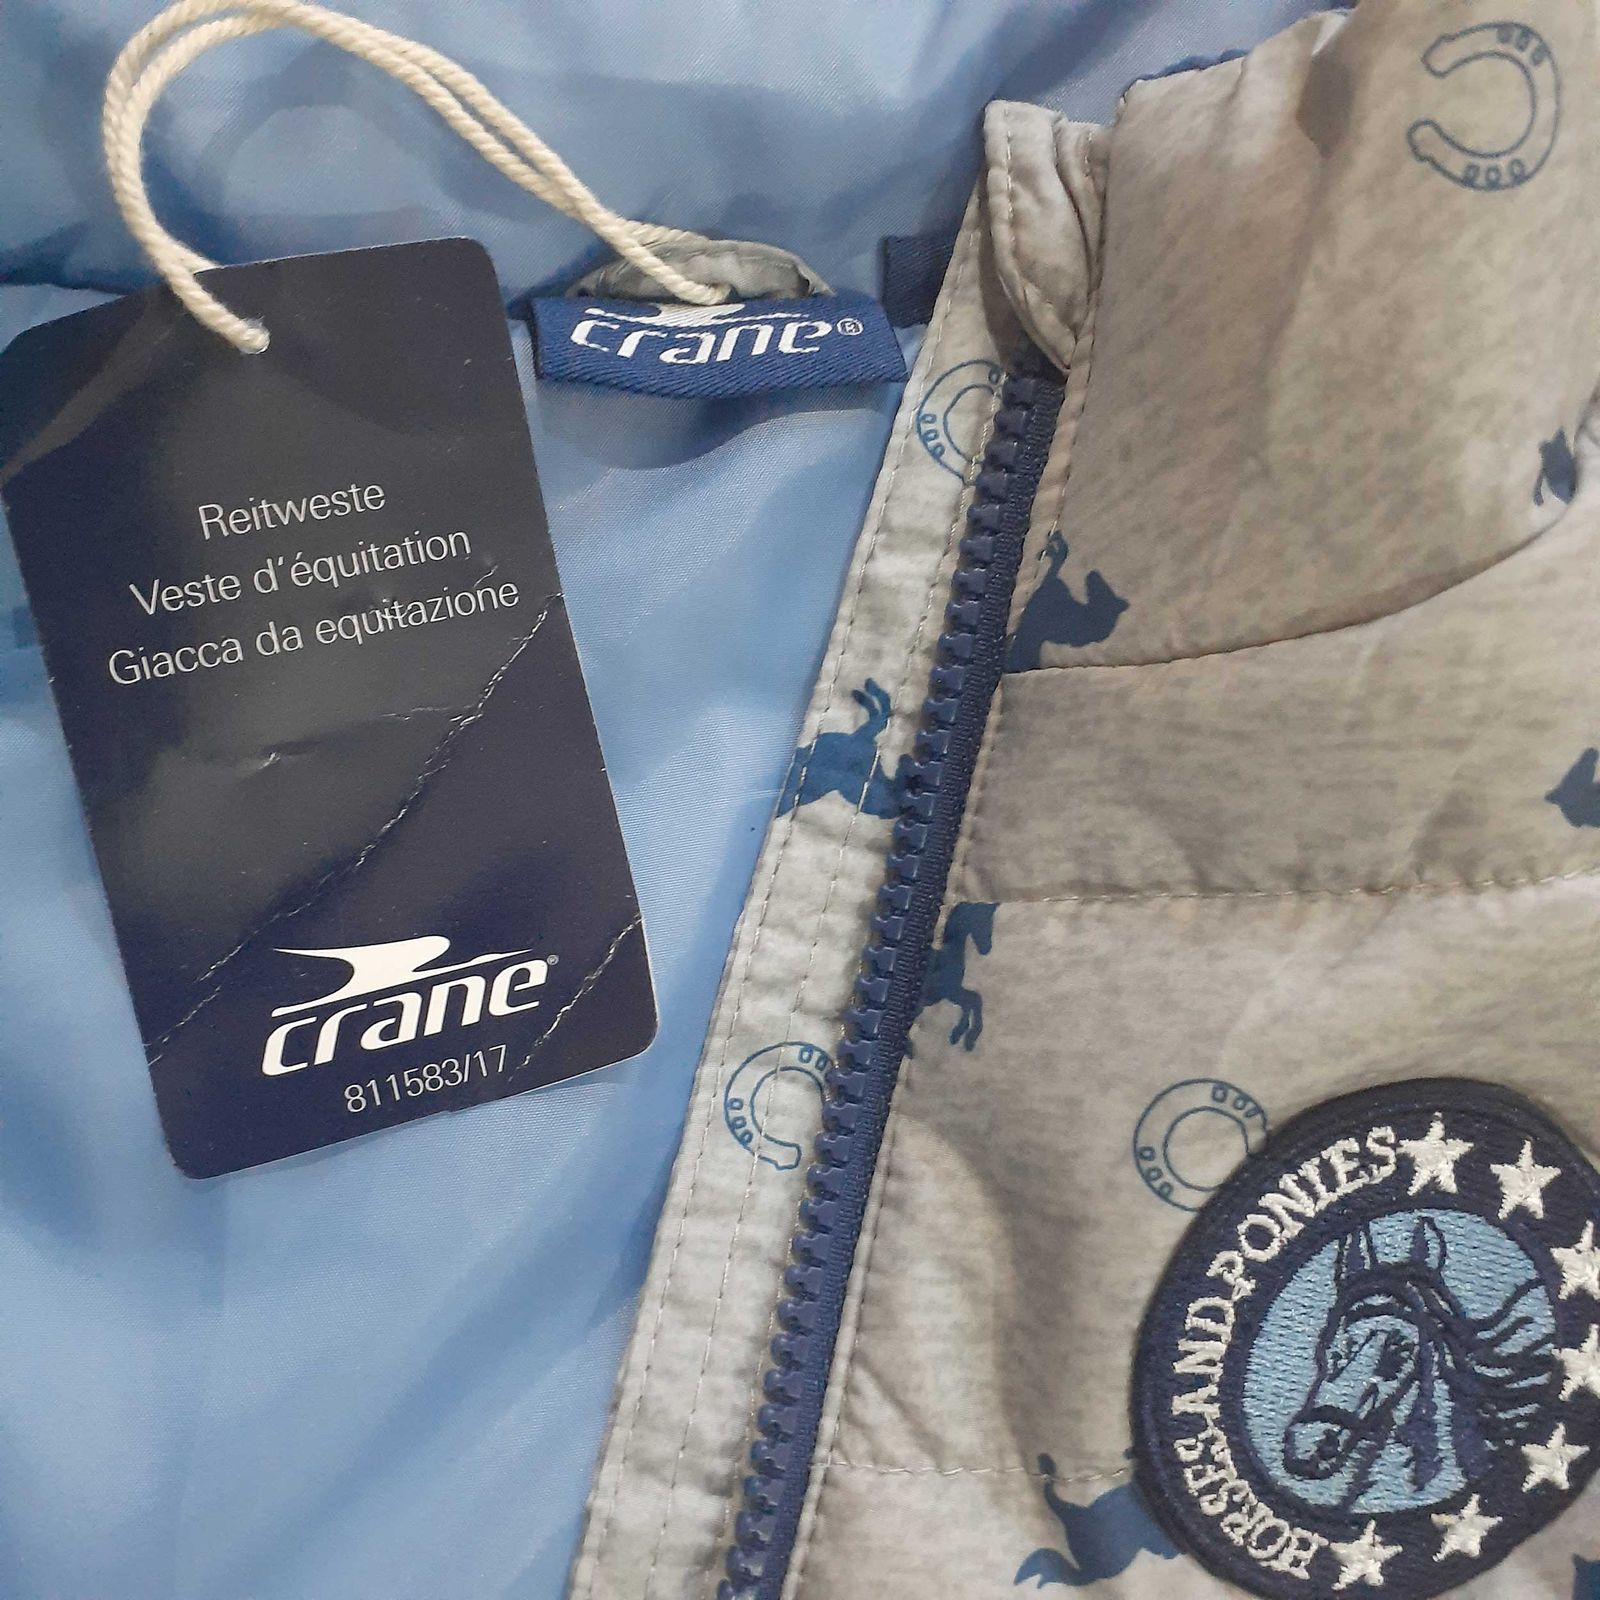 crane®
Reitweste
Veste d'équitation
Giacca da equitazione
crane®
811583/17
HORSES AND PONIES